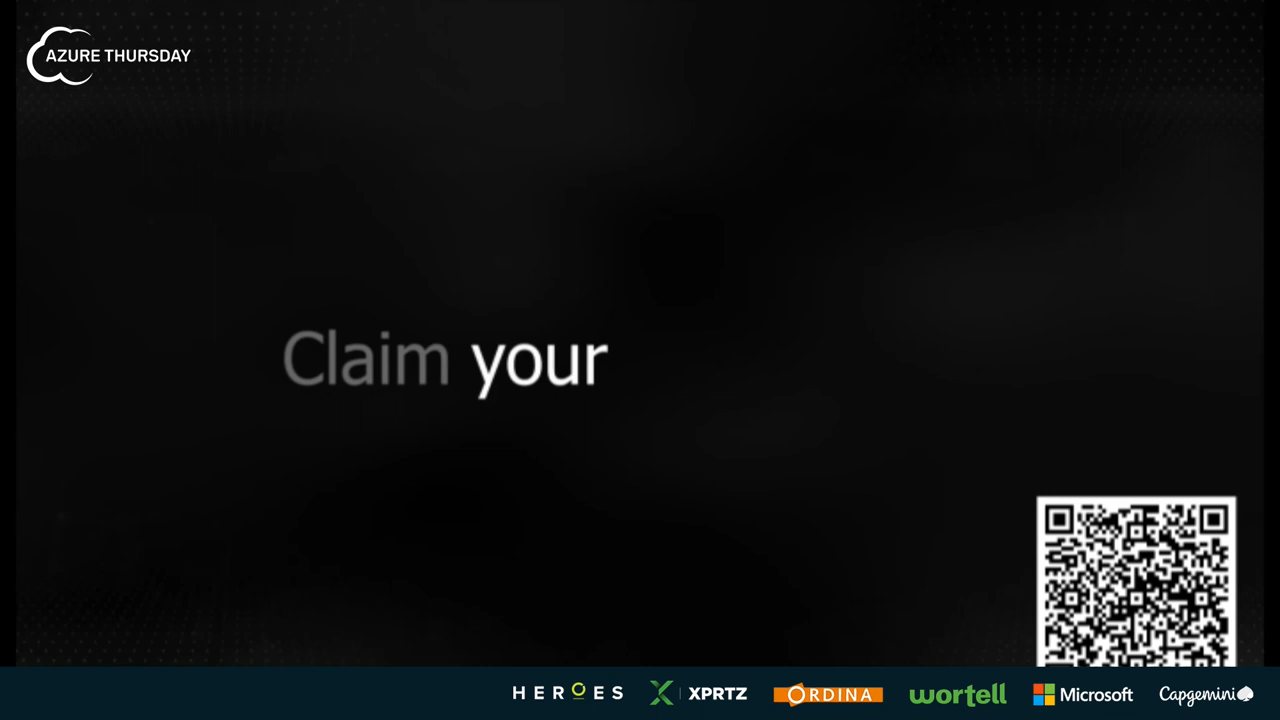 AZURE THURSDAY
Claim your
HEROES XPRTZ ORDINA wortell Microsoft Capgemini